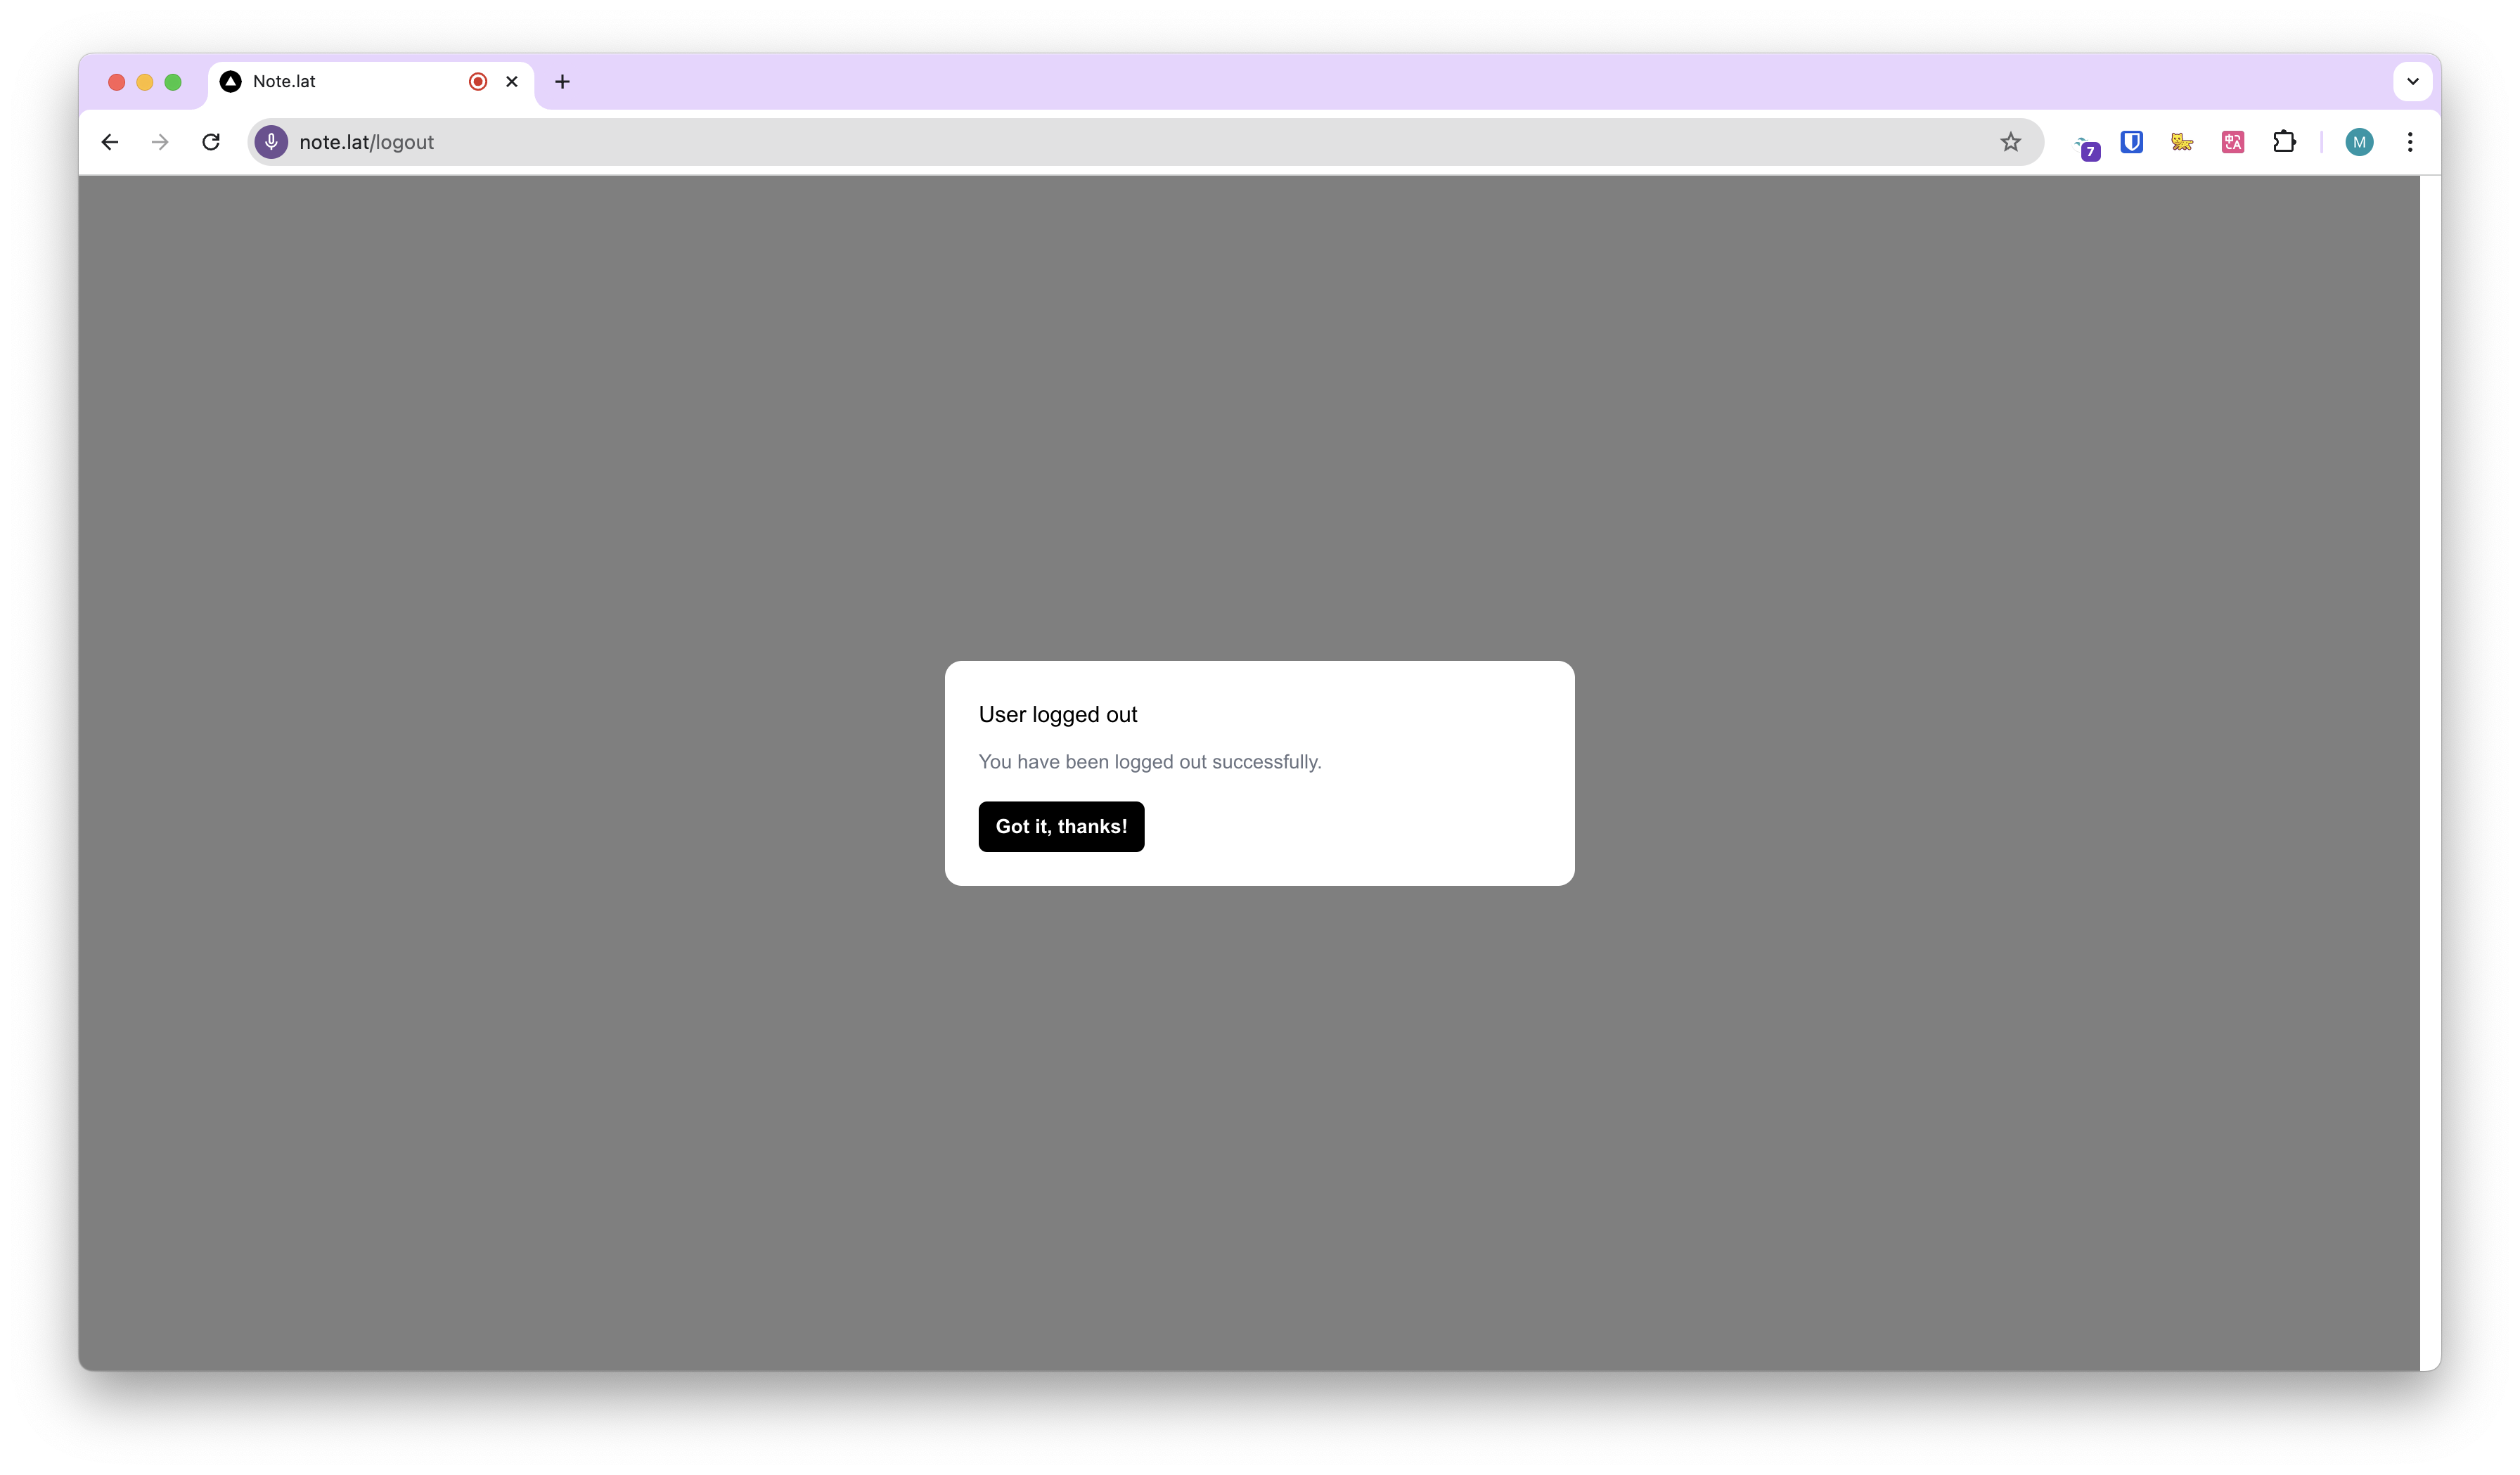 Note.lat
note.lat/logout
7
M
User logged out
You have been logged out successfully.
Got it, thanks!